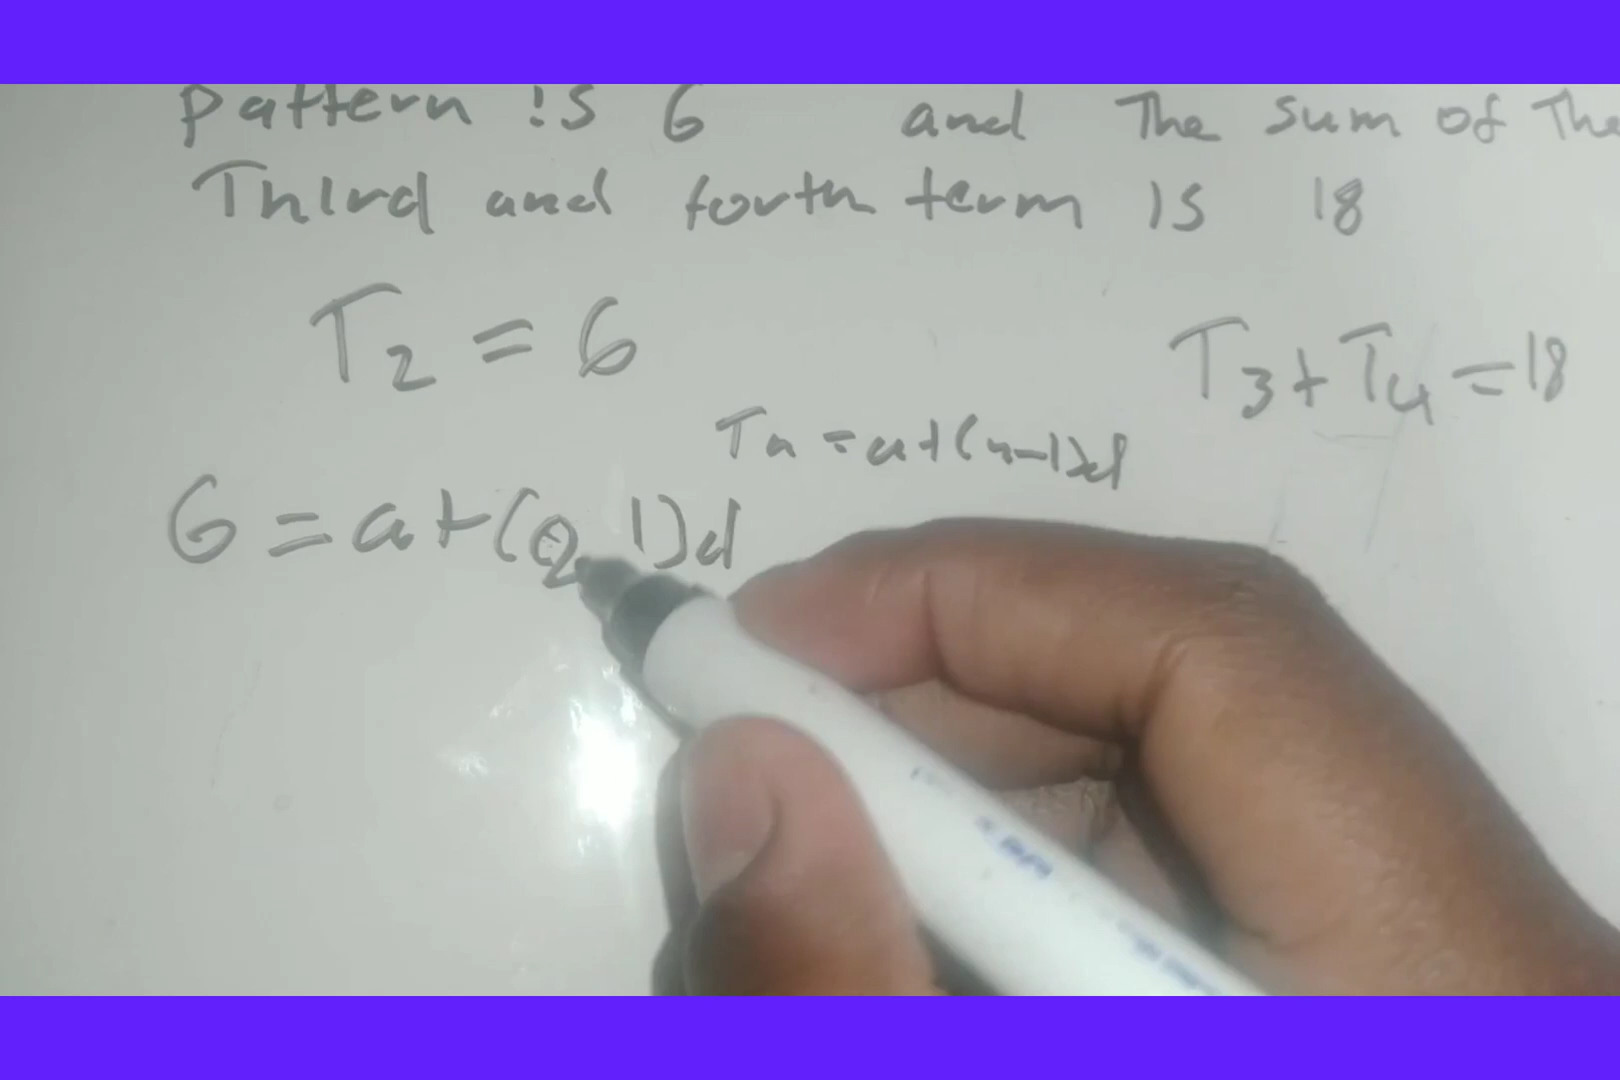 pattern is 6 and The sum of The
Third and fourth term is 18
T2 = 6
T3 + T4 = 18
Tn = a + (n-1)d
6 = a + (2 1)d